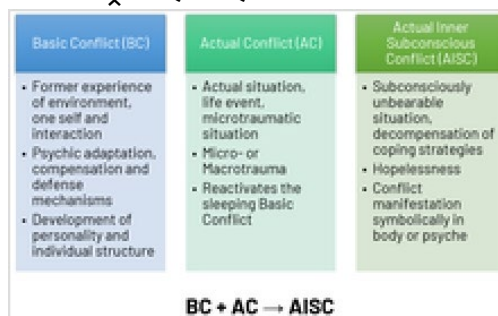 Basic Conflict (BC)
Former experience
of environment,
one self and
interaction
Psychic adaptation,
compensation and
defense
mechanisms
Development of
personality and
individual structure
Actual Conflict (AC)
Actual situation,
life event,
microtraumatic
situation
Micro- or
Macrotrauma
Reactivates the
sleeping Basic
Conflict
Actual Inner
Subconscious
Conflict (AISC)
Subconsciously
unbearable
situation,
decompensation of
coping strategies
Hopelessness
Conflict
manifestation
symbolically in
body or psyche
BC + AC → AISC